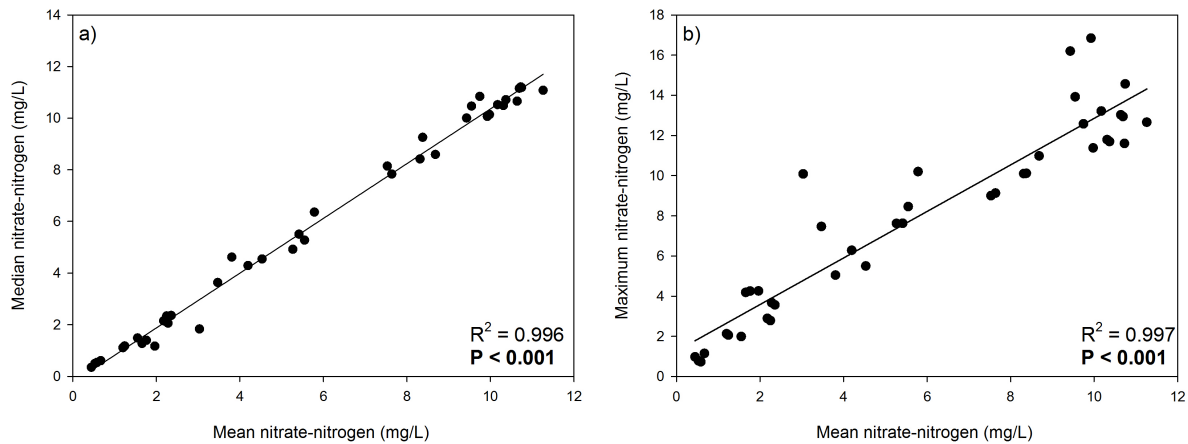 a)
Median nitrate-nitrogen (mg/L)
14
12
10
8
6
4
2
0
R² = 0.996
P < 0.001
0 2 4 6 8 10 12
Mean nitrate-nitrogen (mg/L)
b)
Maximum nitrate-nitrogen (mg/L)
18
16
14
12
10
8
6
4
2
0
R² = 0.997
P < 0.001
0 2 4 6 8 10 12
Mean nitrate-nitrogen (mg/L)